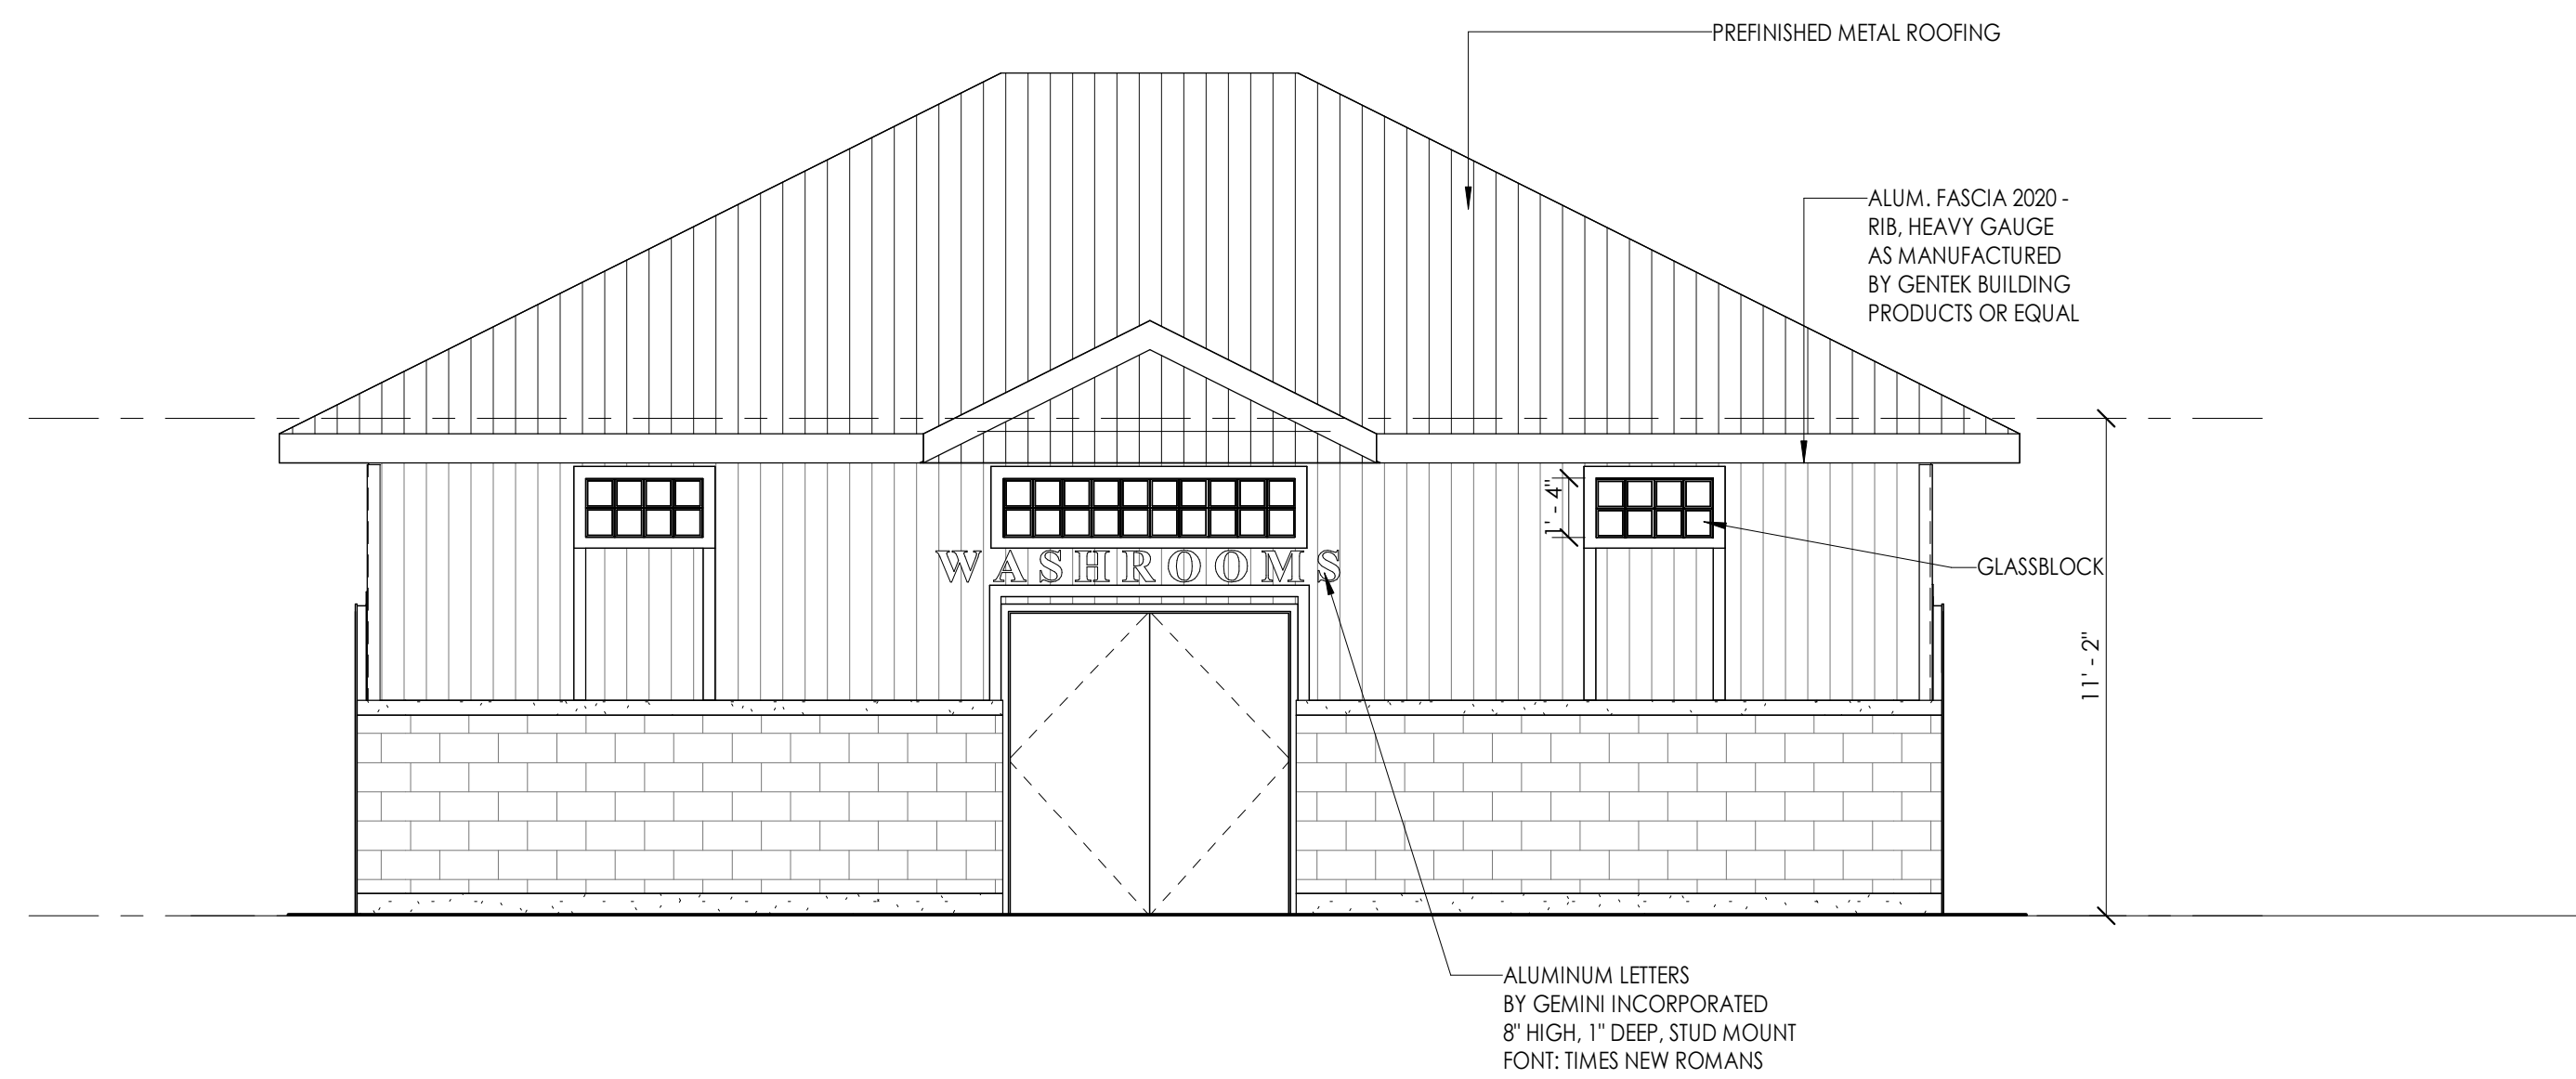 PREFINISHED METAL ROOFING
ALUM. FASCIA 2020 -
RIB, HEAVY GAUGE
AS MANUFACTURED
BY GENTEK BUILDING
PRODUCTS OR EQUAL
1' - 4"
WASHROOMS
GLASSBLOCK
11' - 2"
ALUMINUM LETTERS
BY GEMINI INCORPORATED
8" HIGH, 1" DEEP, STUD MOUNT
FONT: TIMES NEW ROMANS